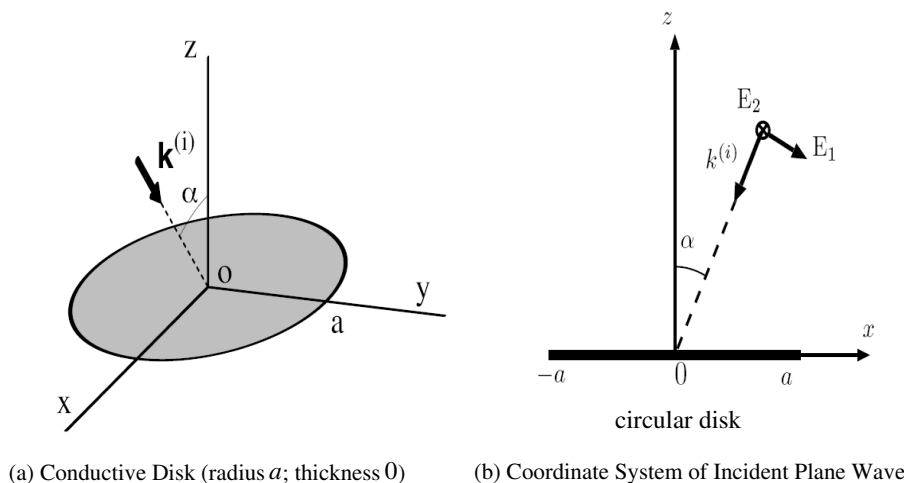 z
k(i)
α
o
y
a
x
(a) Conductive Disk (radius a; thickness 0)
z
E2
k(i)
E1
α
x
−a
0
a
circular disk
(b) Coordinate System of Incident Plane Wave